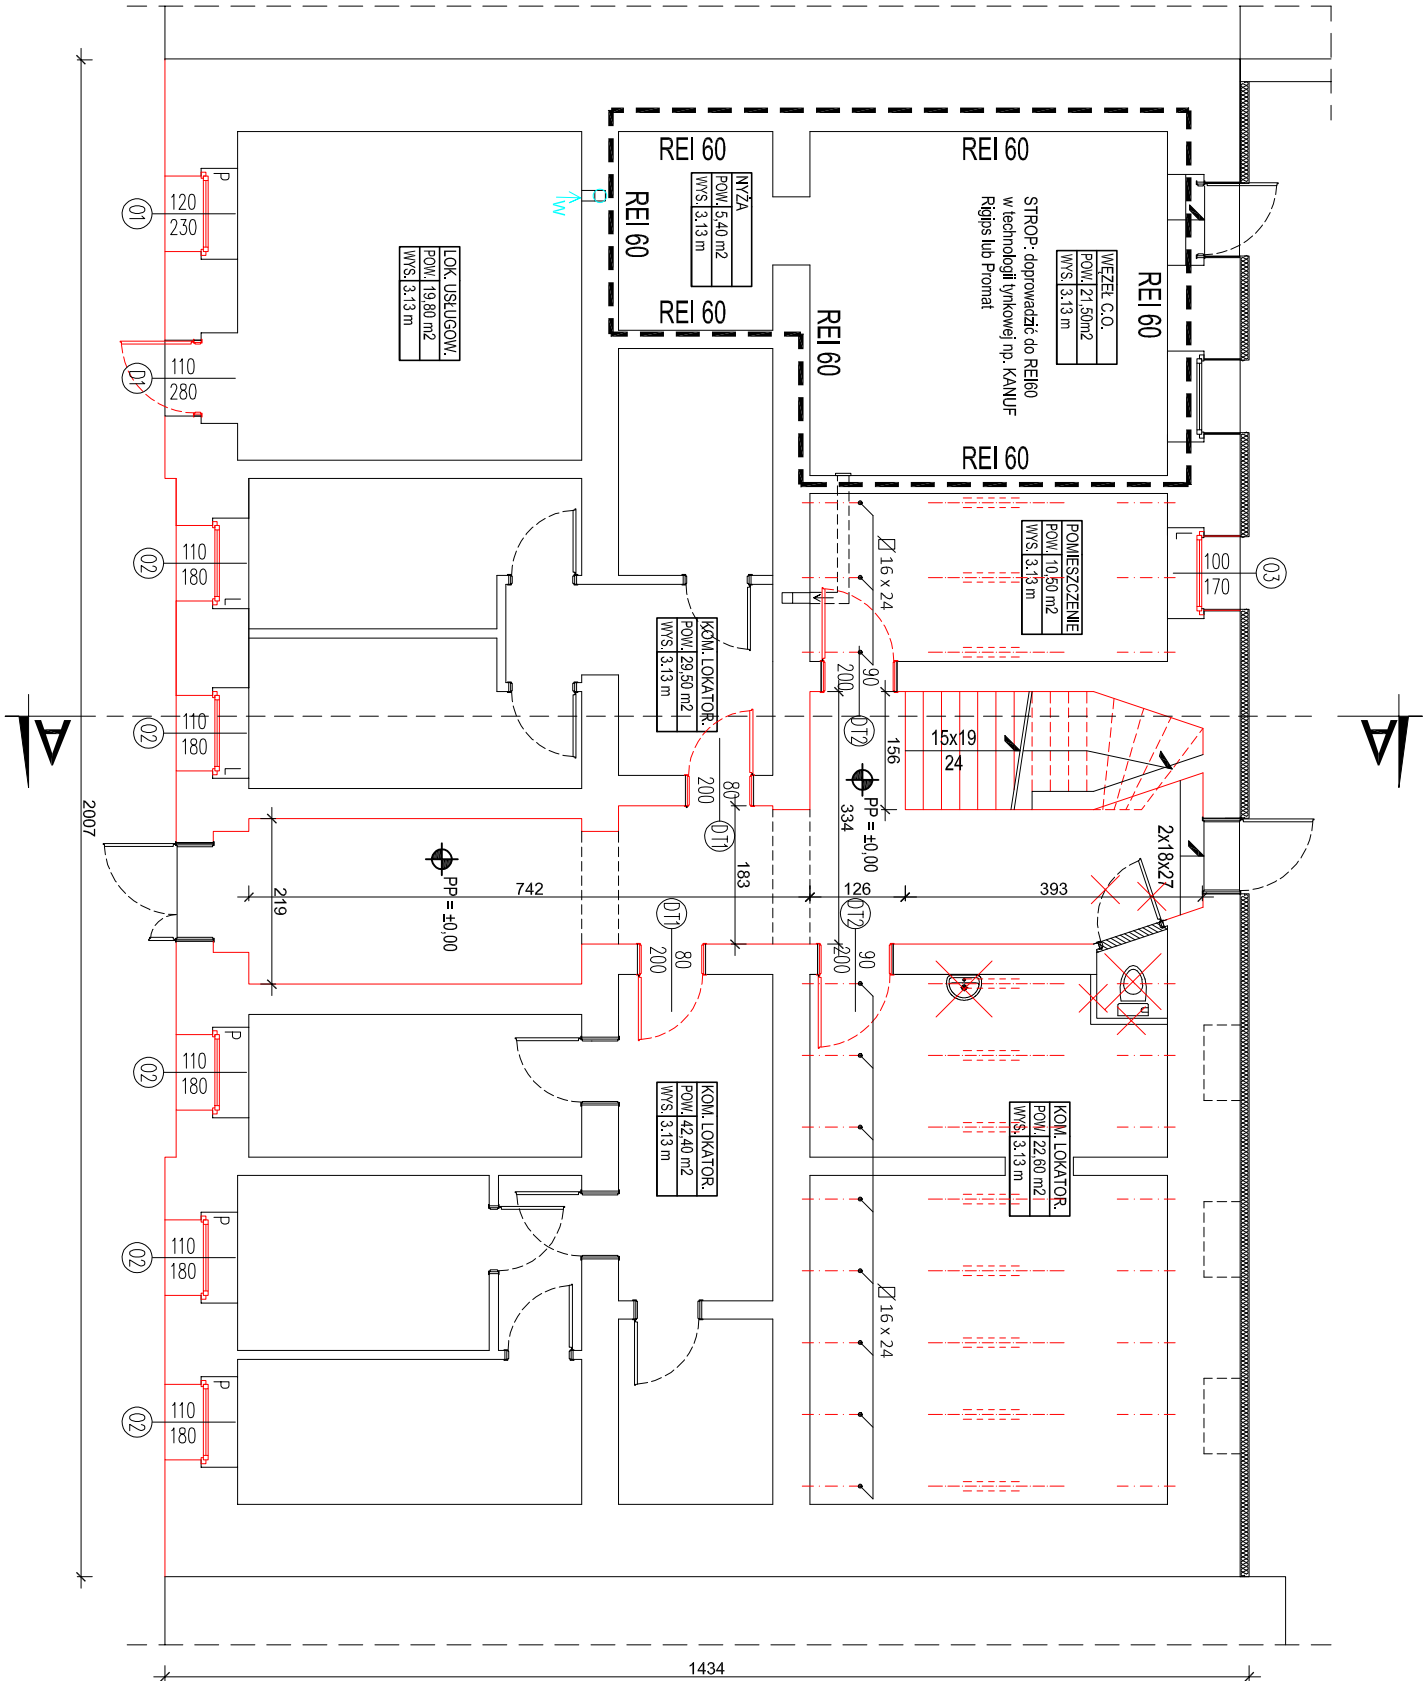 REI 60
REI 60
REI 60
REI 60
REI 60
REI 60
REI 60
NYŻA
POW. 5,40 m2
WYS. 3.13 m
WĘZEŁ C.O.
POW. 21,50m2
WYS. 3.13 m
STROP: doprowadzić do REI60
w technologii tynkowej np. KANUF
Rigips lub Promat
W
P
O1
120
230
LOK. USŁUGOW.
POW. 19,80 m2
WYS. 3.13 m
D1
110
280
O2
110
180
L
POMIESZCZENIE
POW. 10,50 m2
WYS. 3.13 m
L
100
170
O3
16 x 24
KOM. LOKATOR.
POW. 29,50 m2
WYS. 3.13 m
90
200
DT2
O2
110
180
L
A
A
156
15x19
24
80
200
DT1
PP = ±0,00
334
2x18x27
183
2007
219
PP = ±0,00
742
126
393
DT1
80
200
DT2
90
200
O2
110
180
P
KOM. LOKATOR.
POW. 42,40 m2
WYS. 3.13 m
KOM. LOKATOR.
POW. 22,60 m2
WYS. 3.13 m
O2
110
180
P
16 x 24
O2
110
180
P
1434